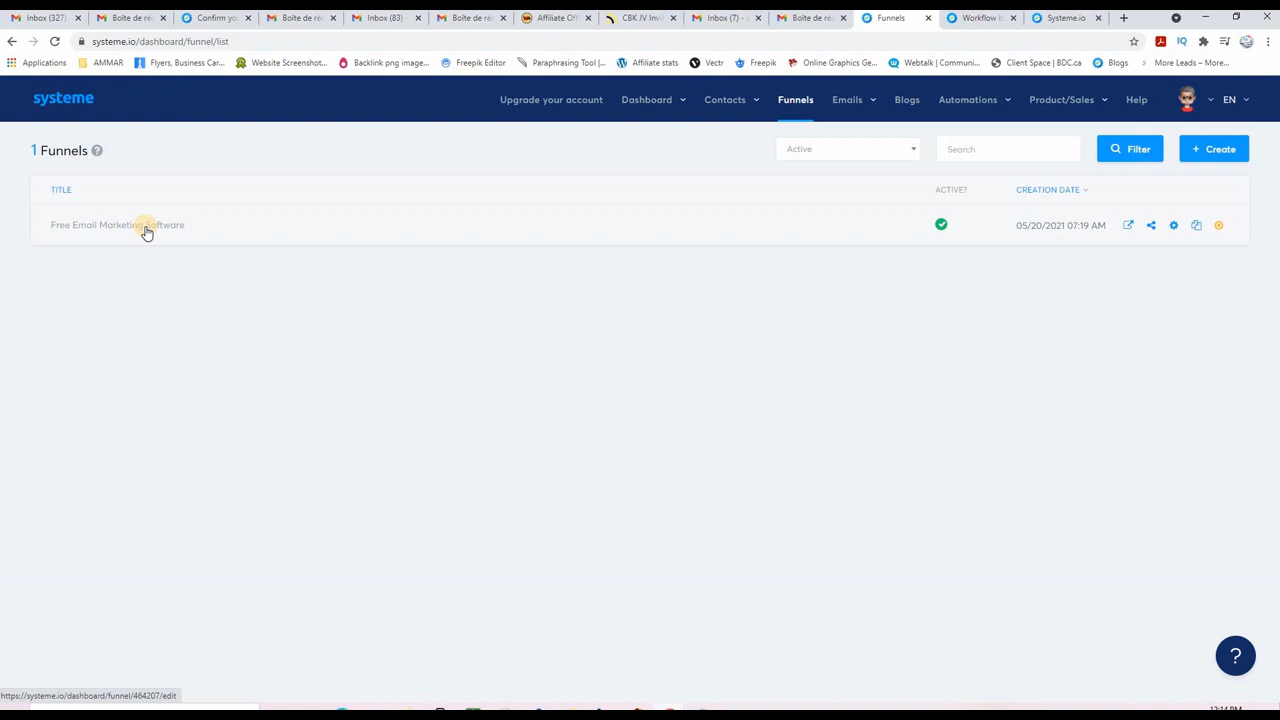 Inbox (327)
Boîte de ré
Confirm yo
Boîte de ré
Inbox (83)
Boîte de ré
Affiliate Off
CBK JV Invi
Inbox (7) -
Boîte de ré
Funnels
Workflow b
Systeme.io
systeme.io/dashboard/funnel/list
Applications
AMMAR
Flyers, Business Car...
Website Screenshot...
Backlink png image...
Freepik Editor
Paraphrasing Tool |...
Affiliate stats
Vectr
Freepik
Online Graphics Ge...
Webtalk | Communi...
Client Space | BDC.ca
Blogs
More Leads – More...
systeme
Upgrade your account
Dashboard
Contacts
Funnels
Emails
Blogs
Automations
Product/Sales
Help
EN
1 Funnels ?
Active
Search
Filter
+ Create
TITLE
ACTIVE?
CREATION DATE
Free Email Marketing Software
05/20/2021 07:19 AM
?
https://systeme.io/dashboard/funnel/464207/edit
12:14 PM